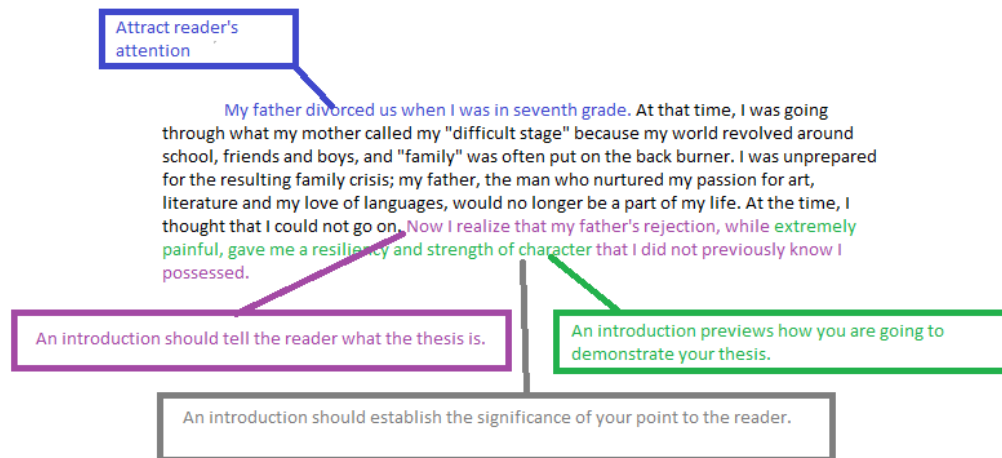 Attract reader's
attention
My father divorced us when I was in seventh grade. At that time, I was going
through what my mother called my "difficult stage" because my world revolved around
school, friends and boys, and "family" was often put on the back burner. I was unprepared
for the resulting family crisis; my father, the man who nurtured my passion for art,
literature and my love of languages, would no longer be a part of my life. At the time, I
thought that I could not go on. Now I realize that my father's rejection, while extremely
painful, gave me a resiliency and strength of character that I did not previously know I
possessed.
An introduction should tell the reader what the thesis is.
An introduction previews how you are going to
demonstrate your thesis.
An introduction should establish the significance of your point to the reader.